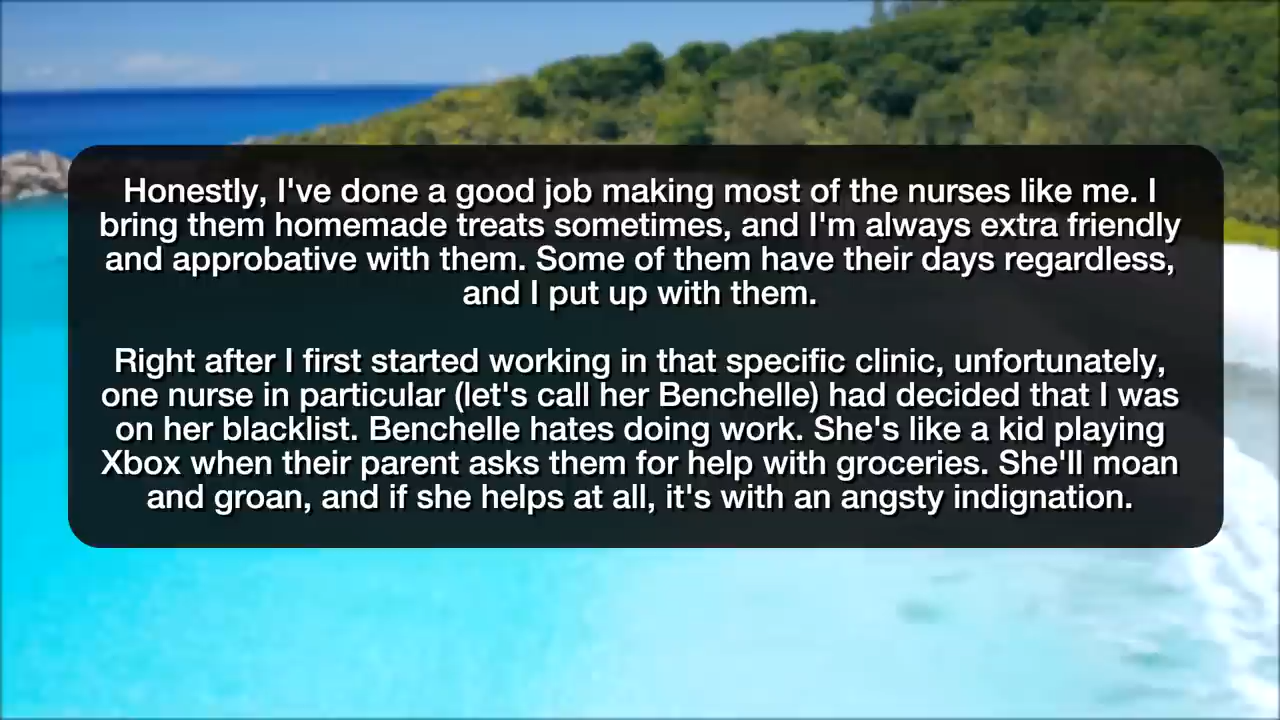 Honestly, I've done a good job making most of the nurses like me. I
bring them homemade treats sometimes, and I'm always extra friendly
and approbative with them. Some of them have their days regardless,
and I put up with them.
Right after I first started working in that specific clinic, unfortunately,
one nurse in particular (let's call her Benchelle) had decided that I was
on her blacklist. Benchelle hates doing work. She's like a kid playing
Xbox when their parent asks them for help with groceries. She'll moan
and groan, and if she helps at all, it's with an angsty indignation.